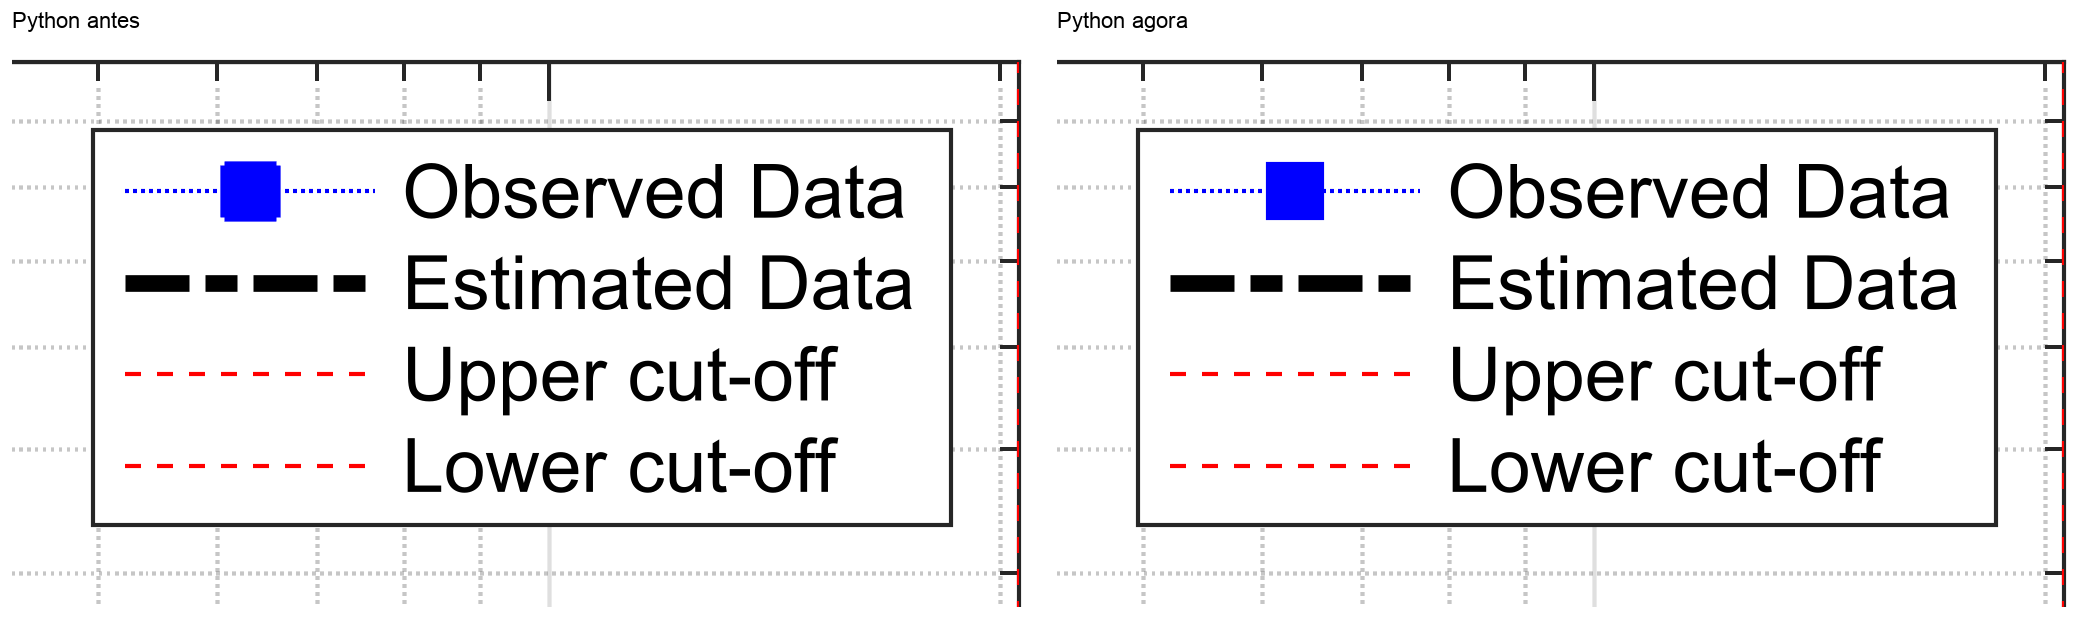 Python antes
Observed Data
Estimated Data
Upper cut-off
Lower cut-off
Python agora
Observed Data
Estimated Data
Upper cut-off
Lower cut-off